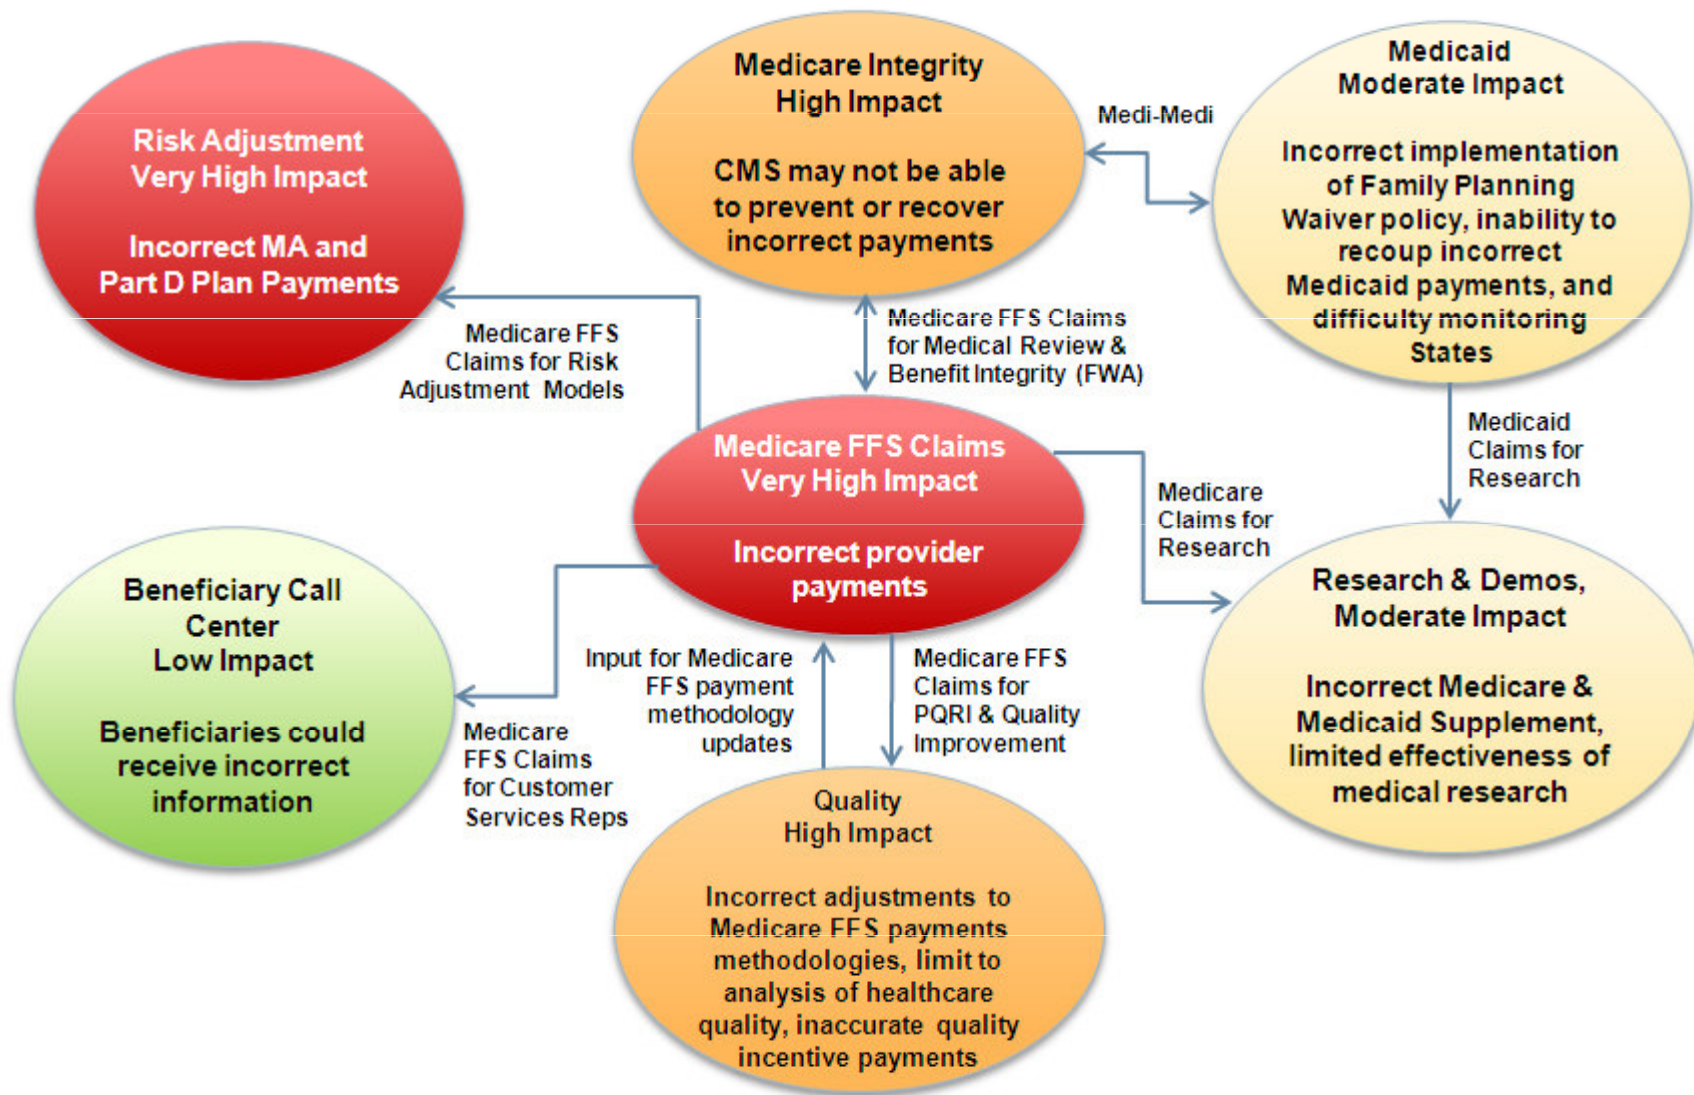 Risk Adjustment
Very High Impact
Incorrect MA and
Part D Plan Payments
Medicare Integrity
High Impact
CMS may not be able
to prevent or recover
incorrect payments
Medi-Medi
Medicaid
Moderate Impact
Incorrect implementation
of Family Planning
Waiver policy, inability to
recoup incorrect
Medicaid payments, and
difficulty monitoring
States
Medicare FFS
Claims for Risk
Adjustment Models
Medicare FFS Claims
for Medical Review &
Benefit Integrity (FWA)
Medicare FFS Claims
Very High Impact
Incorrect provider
payments
Medicare
Claims for
Research
Medicaid
Claims for
Research
Beneficiary Call
Center
Low Impact
Beneficiaries could
receive incorrect
information
Medicare
FFS Claims
for Customer
Services Reps
Input for Medicare
FFS payment
methodology
updates
Medicare FFS
Claims for
PQRI & Quality
Improvement
Research & Demos,
Moderate Impact
Incorrect Medicare &
Medicaid Supplement,
limited effectiveness of
medical research
Quality
High Impact
Incorrect adjustments to
Medicare FFS payments
methodologies, limit to
analysis of healthcare
quality, inaccurate quality
incentive payments